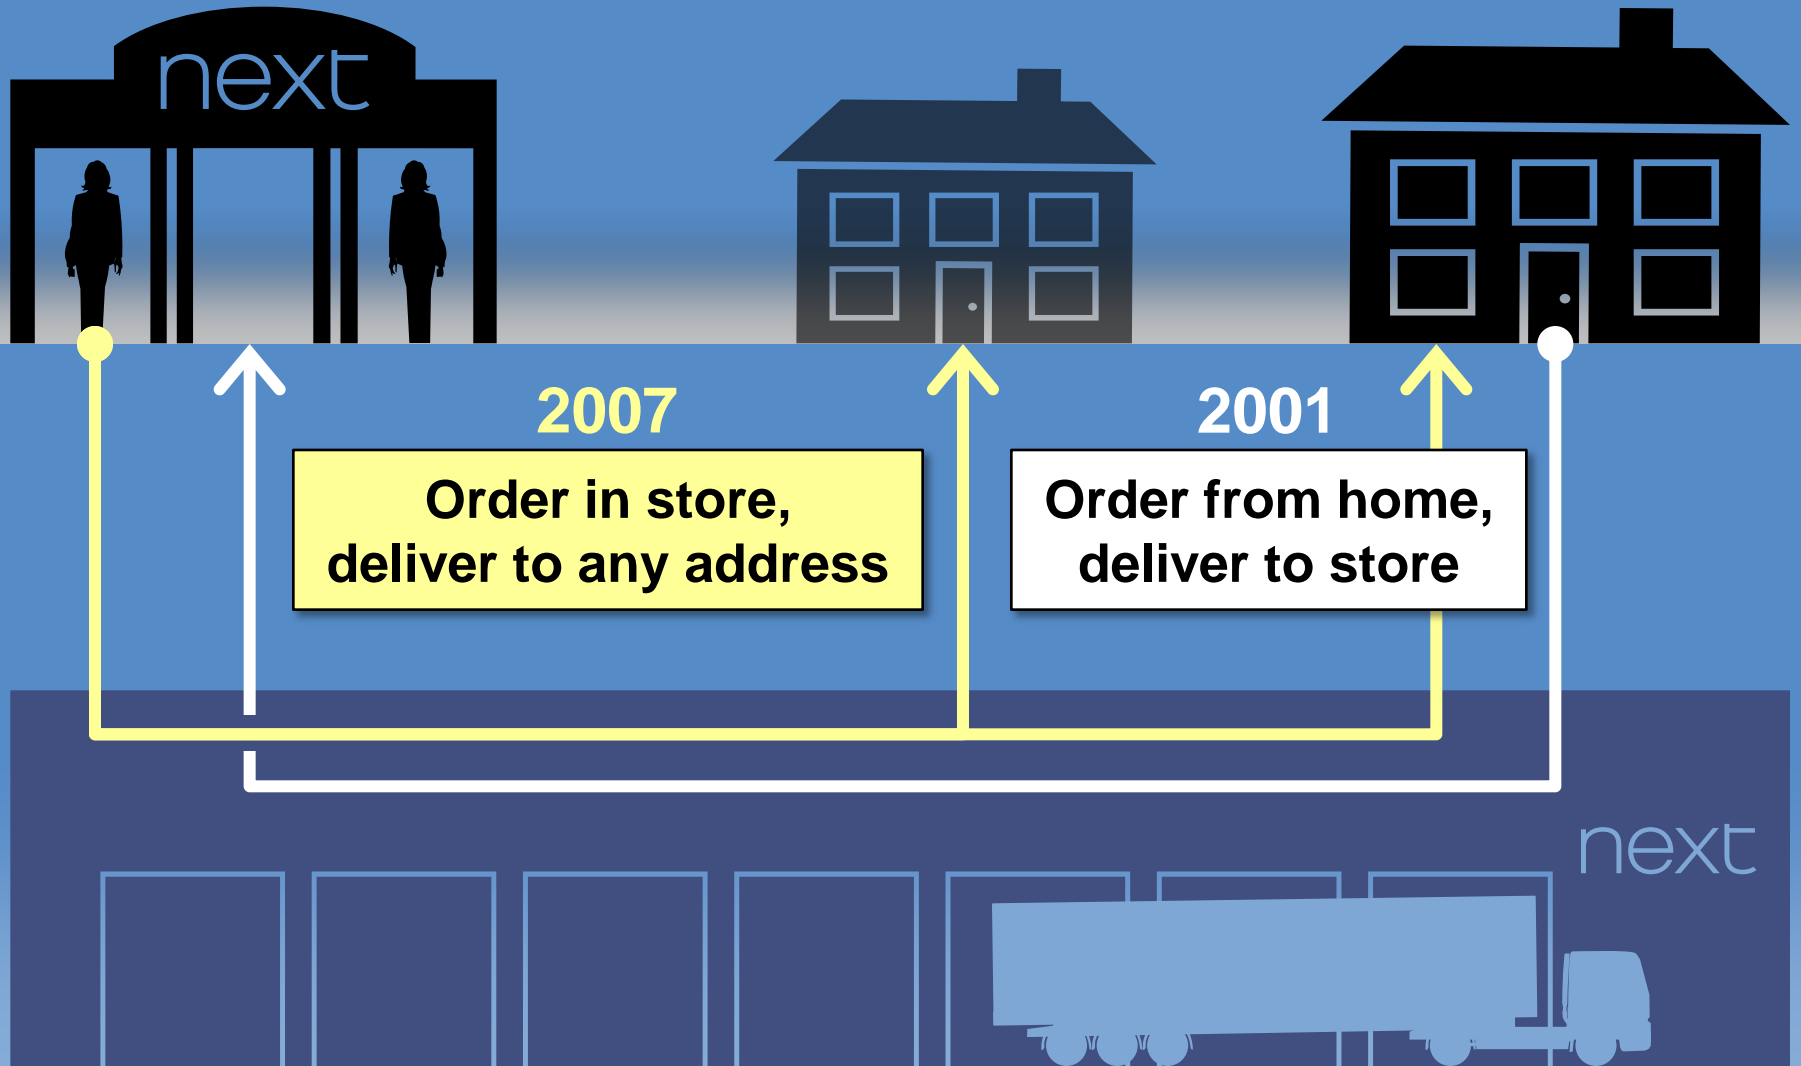 next
2007
Order in store,
deliver to any address
2001
Order from home,
deliver to store
next